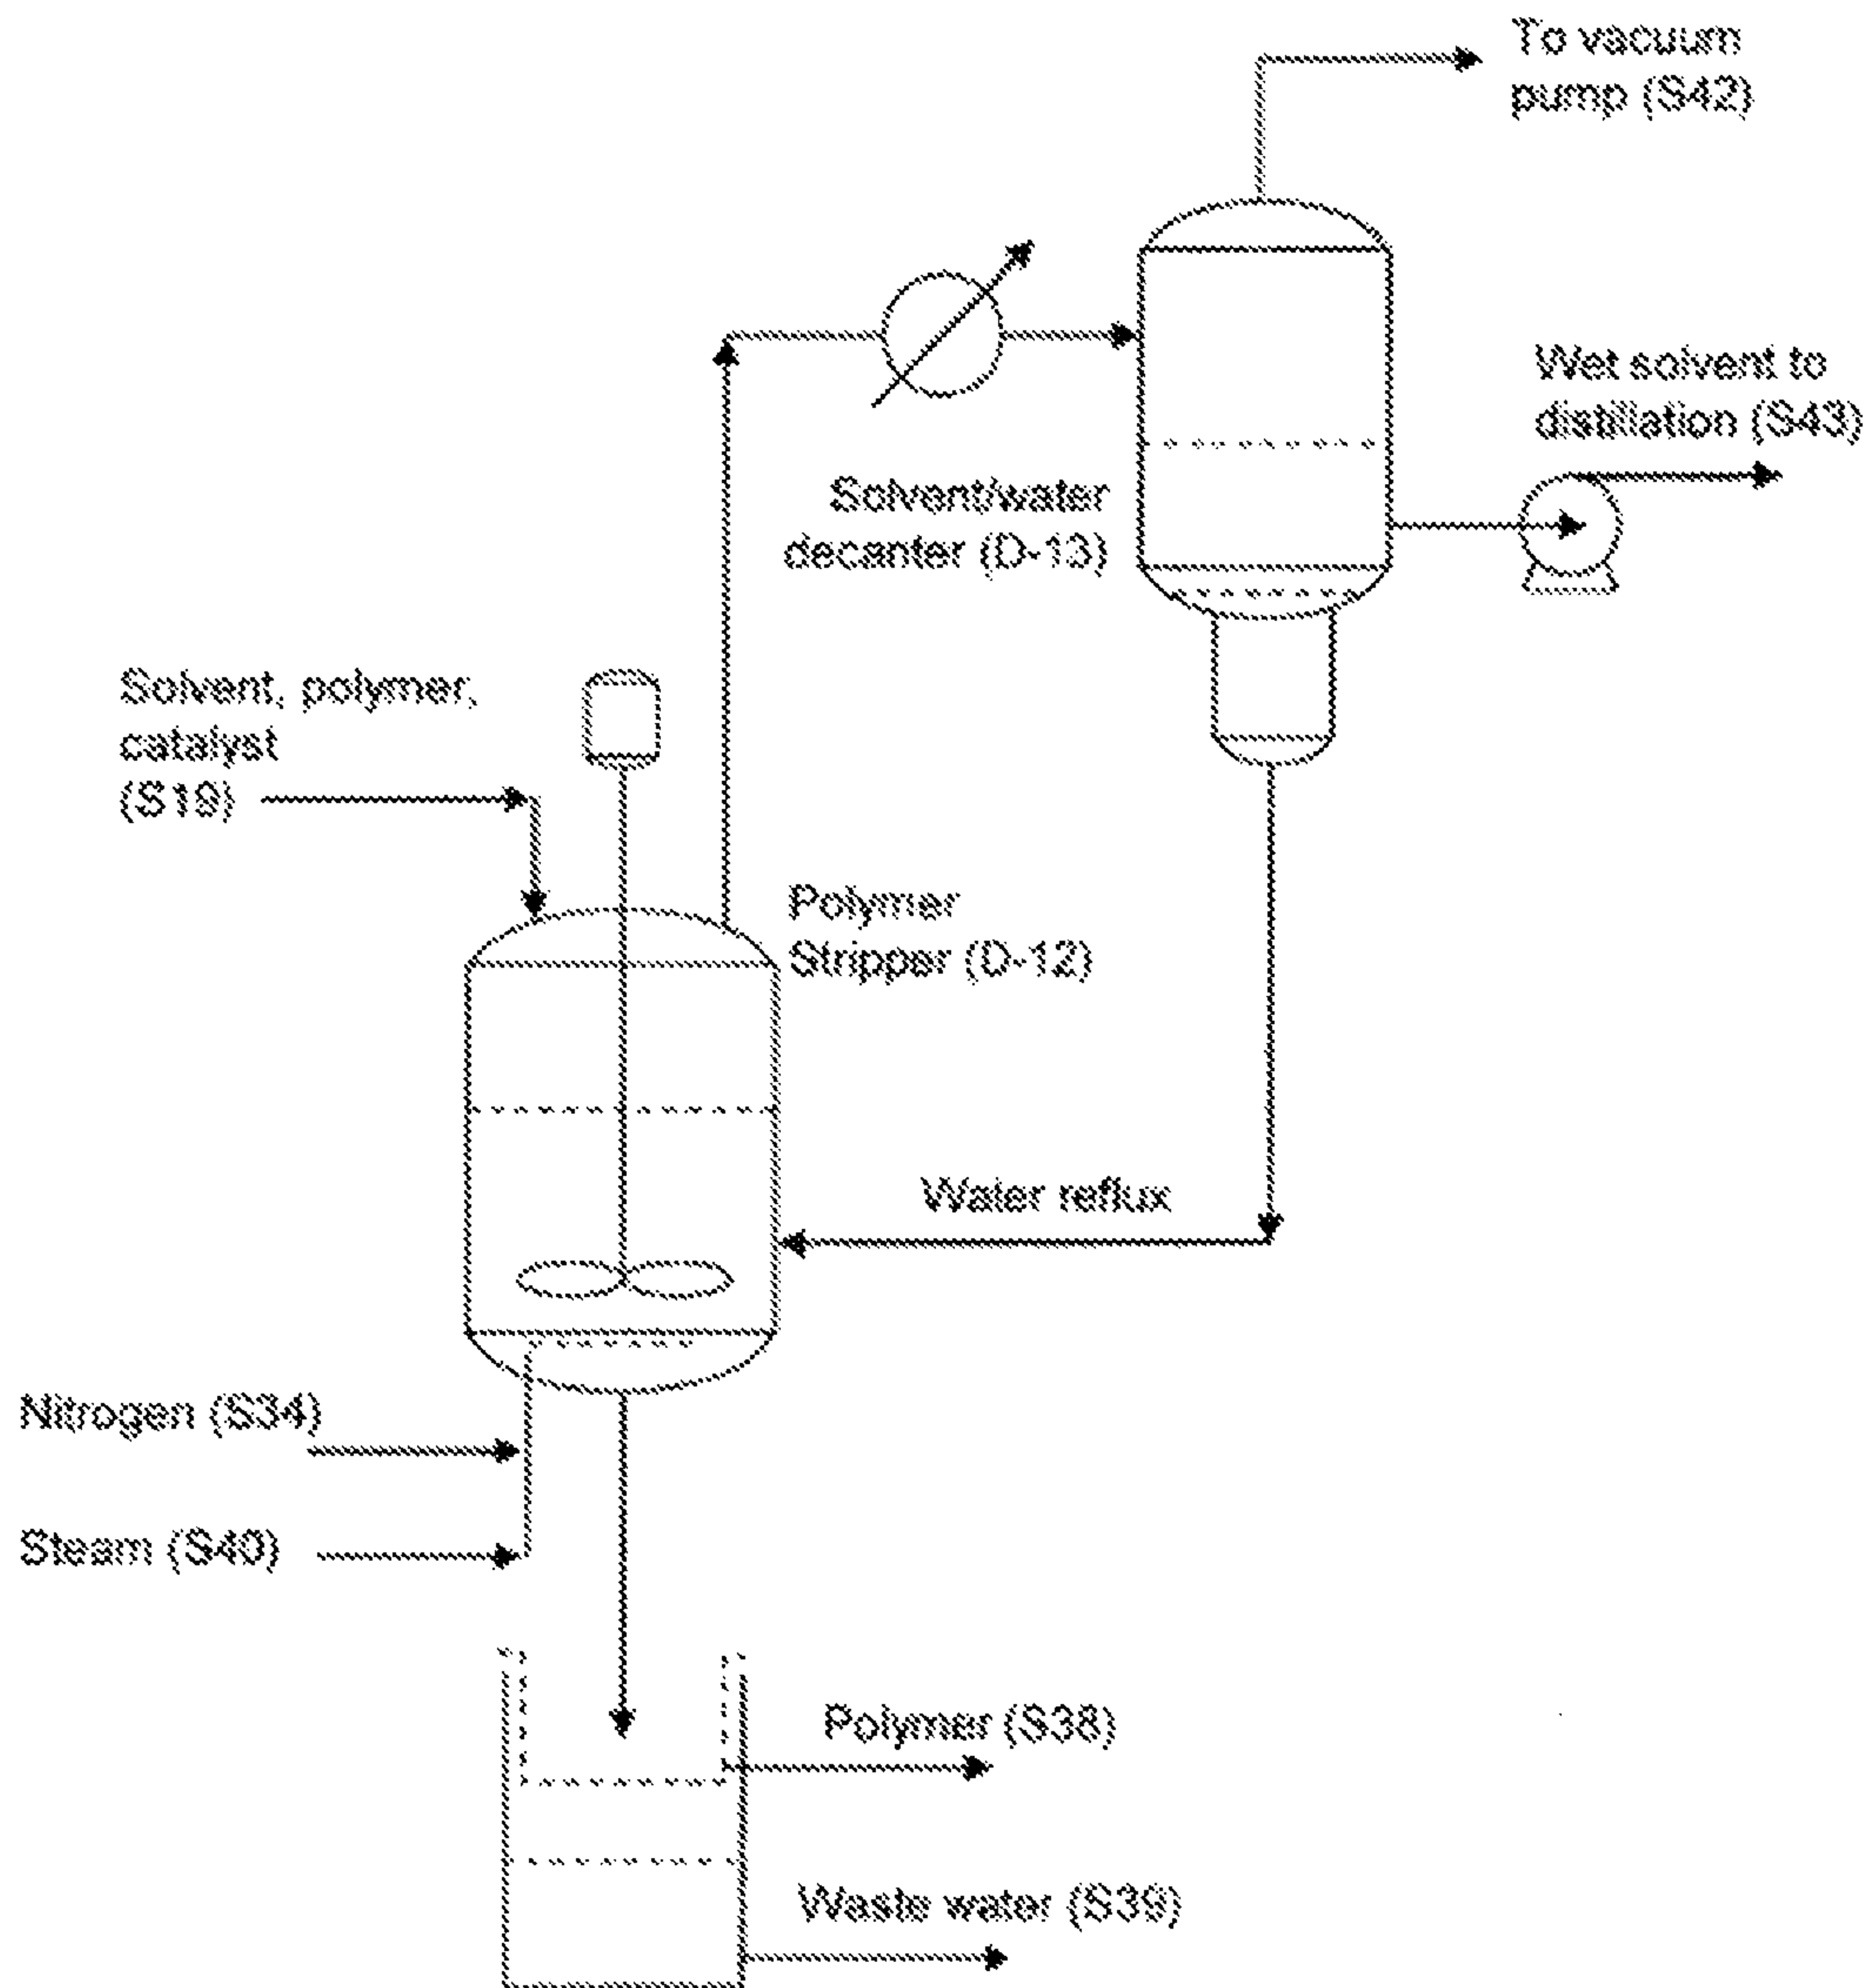 To vacuum
pump (S42)
Wet solvent to
distillation (S43)
Solvent/water
decanter (D-13)
Solvent, polymer,
catalyst
(S19)
Polymer
Stripper (D-12)
Water reflux
Nitrogen (S34)
Steam (S40)
Polymer (S38)
Waste water (S39)